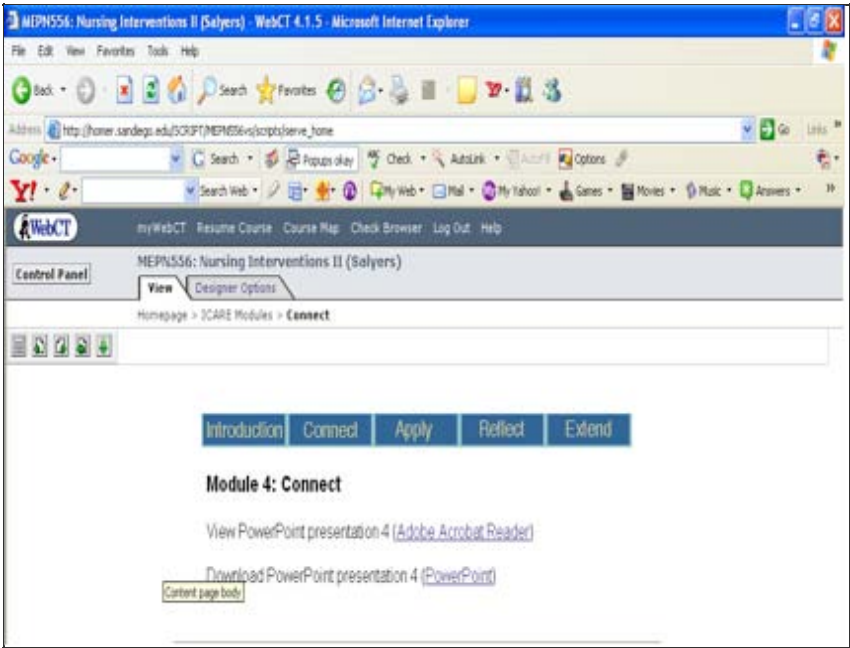 MEPN556: Nursing Interventions II (Salyers) - WebCT 4.1.5 - Microsoft Internet Explorer
File Edit View Favorites Tools Help
Back Search Favorites
Address http://homer.sandiego.edu/SCRIPT/MEPN556vs/scripts/serve_home Go Links »
Google Search Popups okay Check AutoLink AutoFill Options
Y! Search Web My Web Mail My Yahoo! Games Movies Music Answers »
WebCT myWebCT Resume Course Course Map Check Browser Log Out Help
Control Panel MEPN556: Nursing Interventions II (Salyers)
View Designer Options
Homepage > ICARE Modules > Connect
Introduction Connect Apply Reflect Extend
Module 4: Connect
View PowerPoint presentation 4 (Adobe Acrobat Reader)
Download PowerPoint presentation 4 (PowerPoint)
Content page body